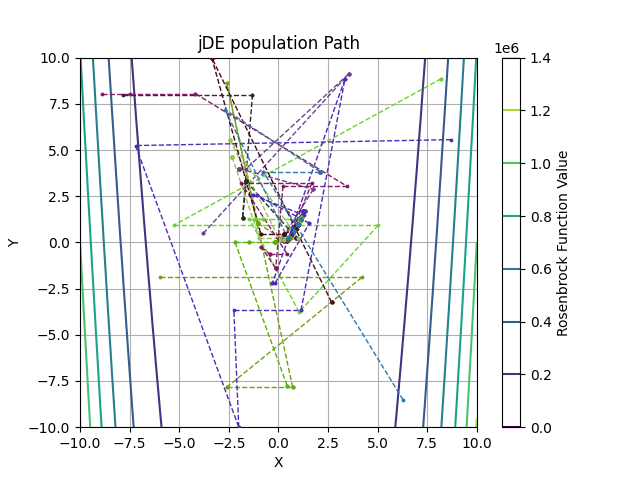 jDE population Path
1e6
10.0
7.5
5.0
2.5
0.0
−2.5
−5.0
−7.5
−10.0
Y
−10.0 −7.5 −5.0 −2.5 0.0 2.5 5.0 7.5 10.0
X
1.4
1.2
1.0
0.8
0.6
0.4
0.2
0.0
Rosenbrock Function Value